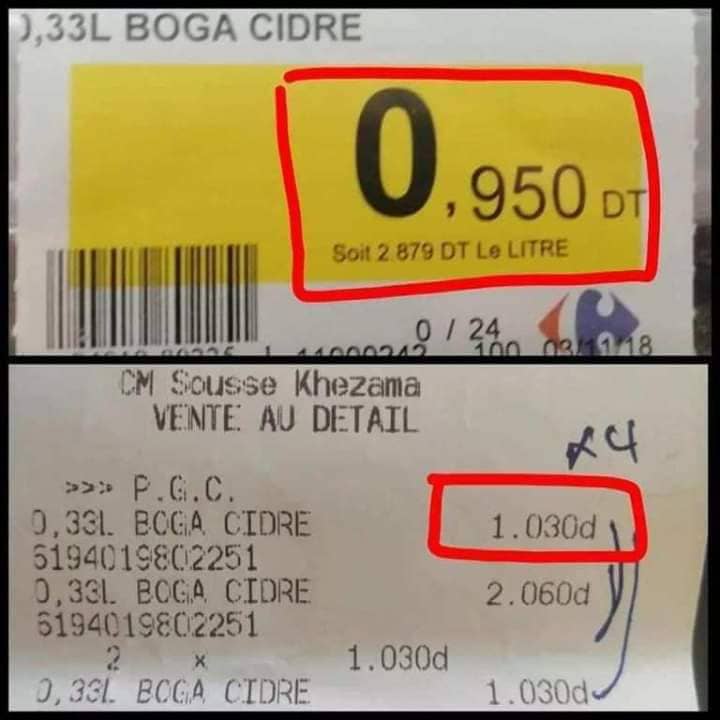 ,33L BOGA CIDRE
0,950 DT
Soit 2.879 DT Le LITRE
0 / 24
100 03/11/18
CM Sousse Khezama
VENTE AU DETAIL
x4
>>> P.G.C.
0,33L BOGA CIDRE 1.030d
6194019802251
0,33L BOGA CIDRE 2.060d
6194019802251
2 x 1.030d
0,33L BOGA CIDRE 1.030d